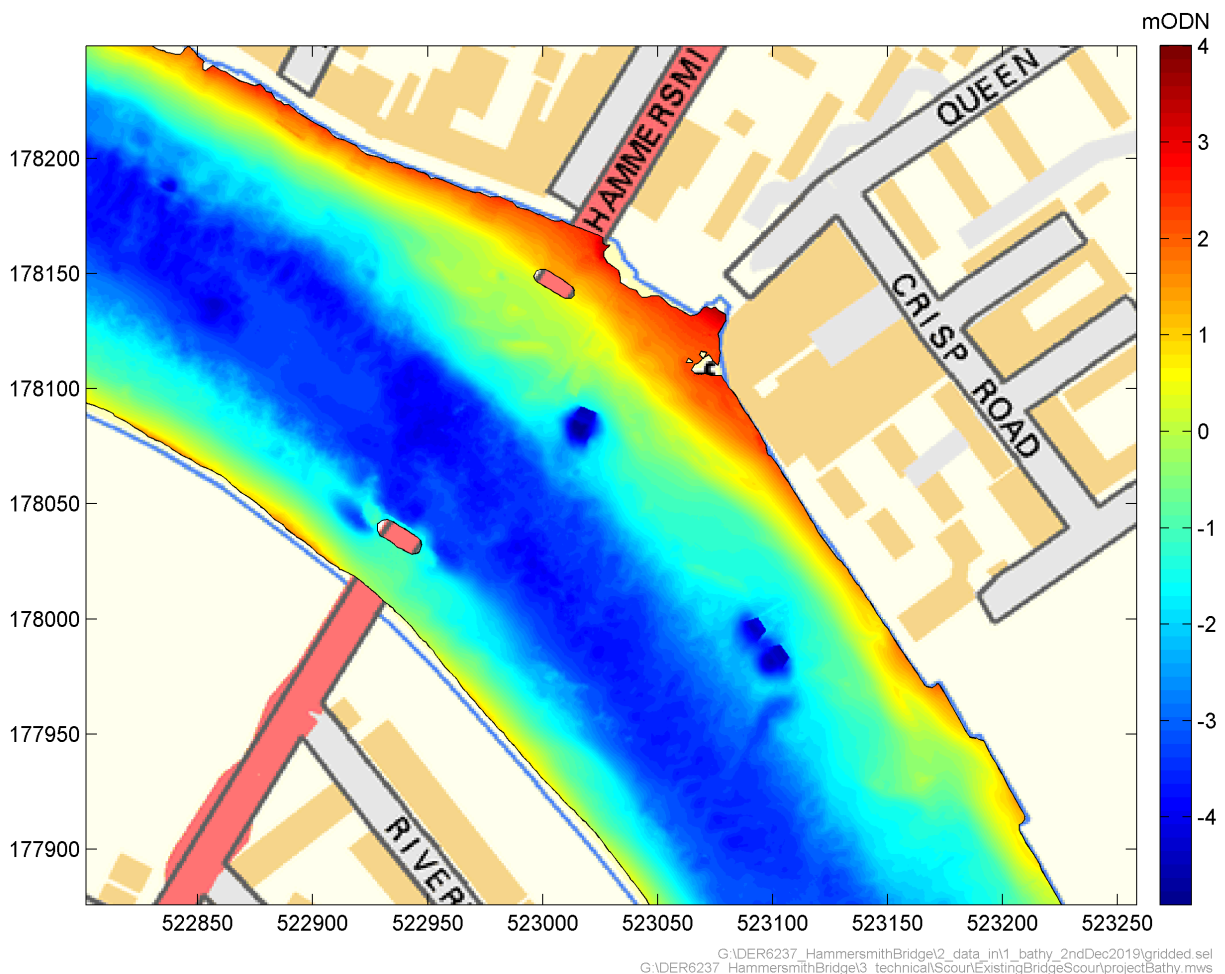 mODN
4
3
2
1
0
-1
-2
-3
-4
178200
178150
178100
178050
178000
177950
177900
HAMMERSMI
QUEEN
CRISP ROAD
RIVER
522850 522900 522950 523000 523050 523100 523150 523200 523250
G:\DER6237_HammersmithBridge\2_data_in\1_bathy_2ndDec2019\gridded.sel
G:\DER6237_HammersmithBridge\3_technical\Scour\ExistingBridgeScour\projectBathy.mws